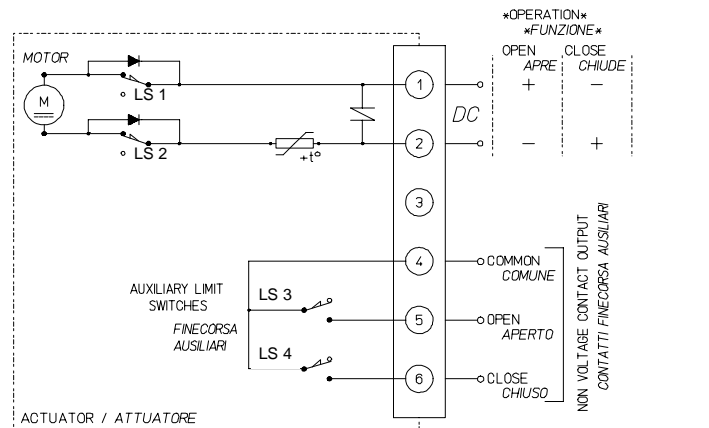 *OPERATION*
*FUNZIONE*
OPEN CLOSE
APRE CHIUDE
MOTOR
M
LS 1
1
+ −
DC
LS 2
+t°
2
− +
3
4
COMMON
COMUNE
AUXILIARY LIMIT
SWITCHES
FINECORSA
AUSILIARI
LS 3
5
OPEN
APERTO
LS 4
6
CLOSE
CHIUSO
NON VOLTAGE CONTACT OUTPUT
CONTATTI FINECORSA AUSILIARI
ACTUATOR / ATTUATORE